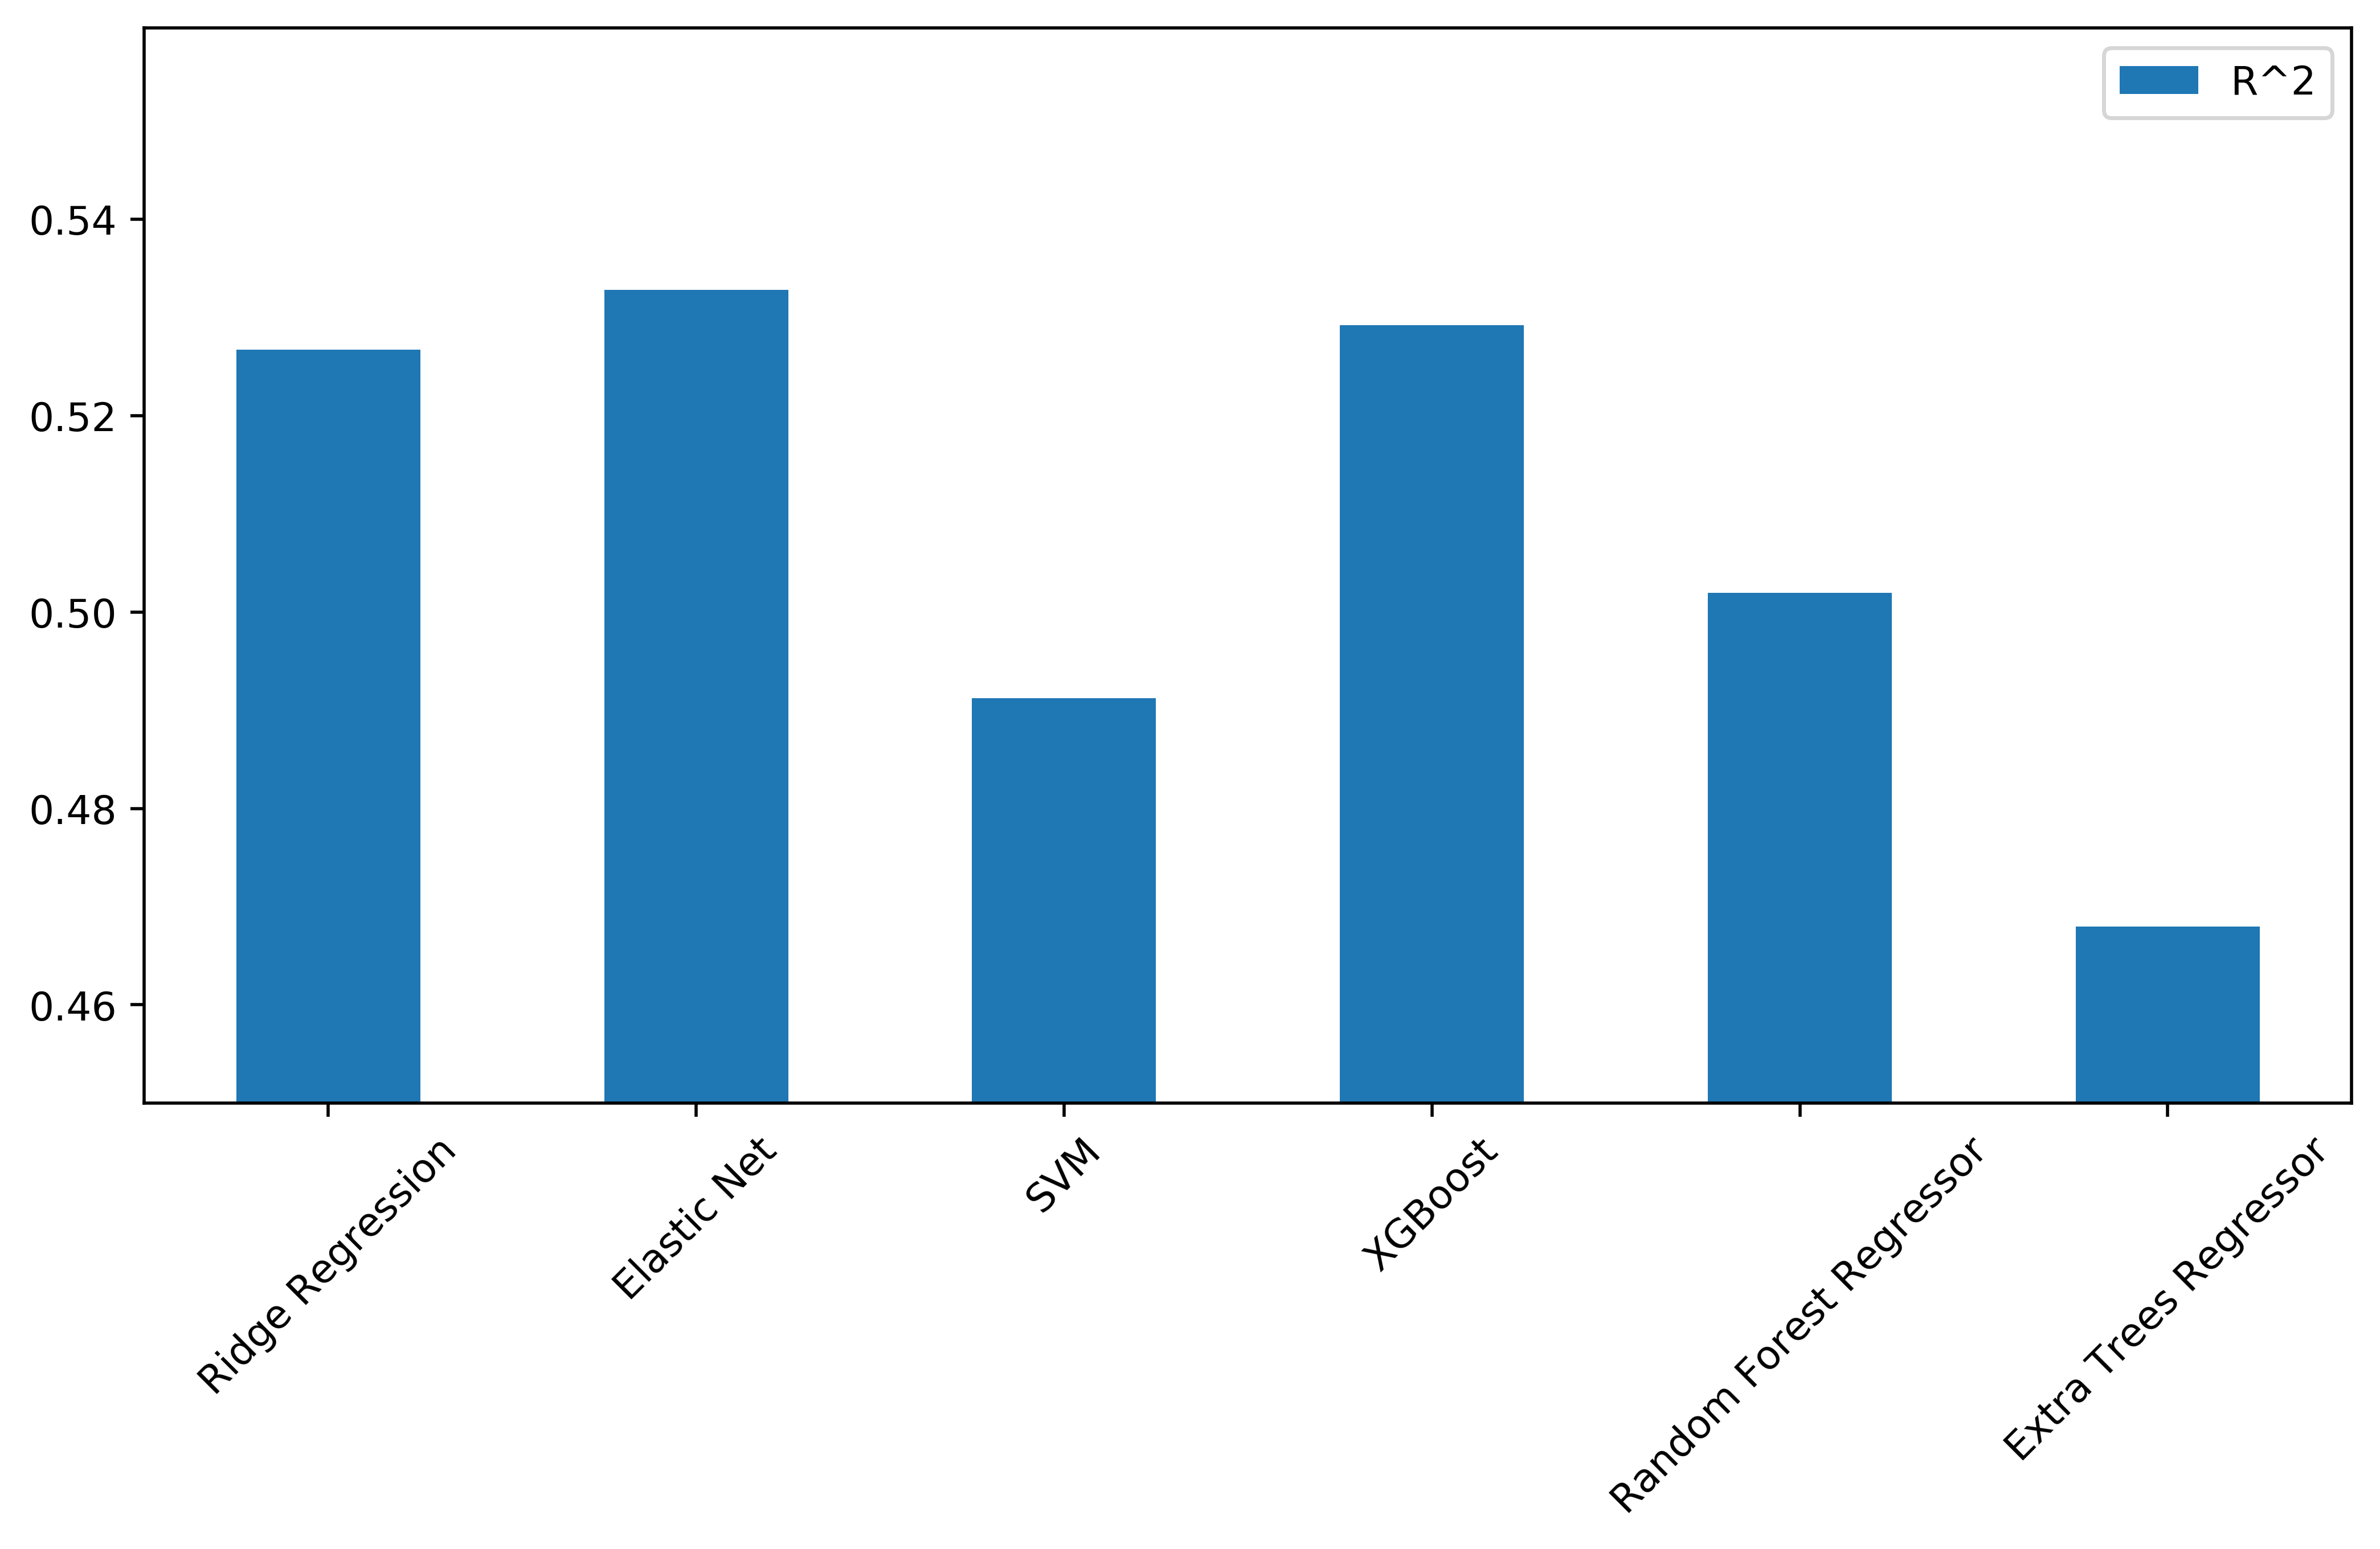 R^2
0.54
0.52
0.50
0.48
0.46
Ridge Regression
Elastic Net
SVM
XGBoost
Random Forest Regressor
Extra Trees Regressor